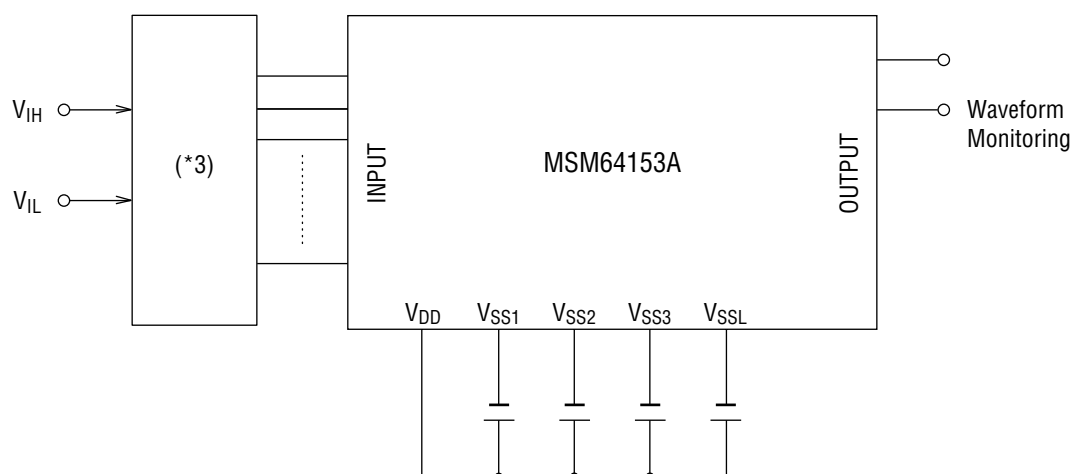 V_IH
V_IL
(*3)
INPUT
MSM64153A
OUTPUT
Waveform
Monitoring
V_DD V_SS1 V_SS2 V_SS3 V_SSL